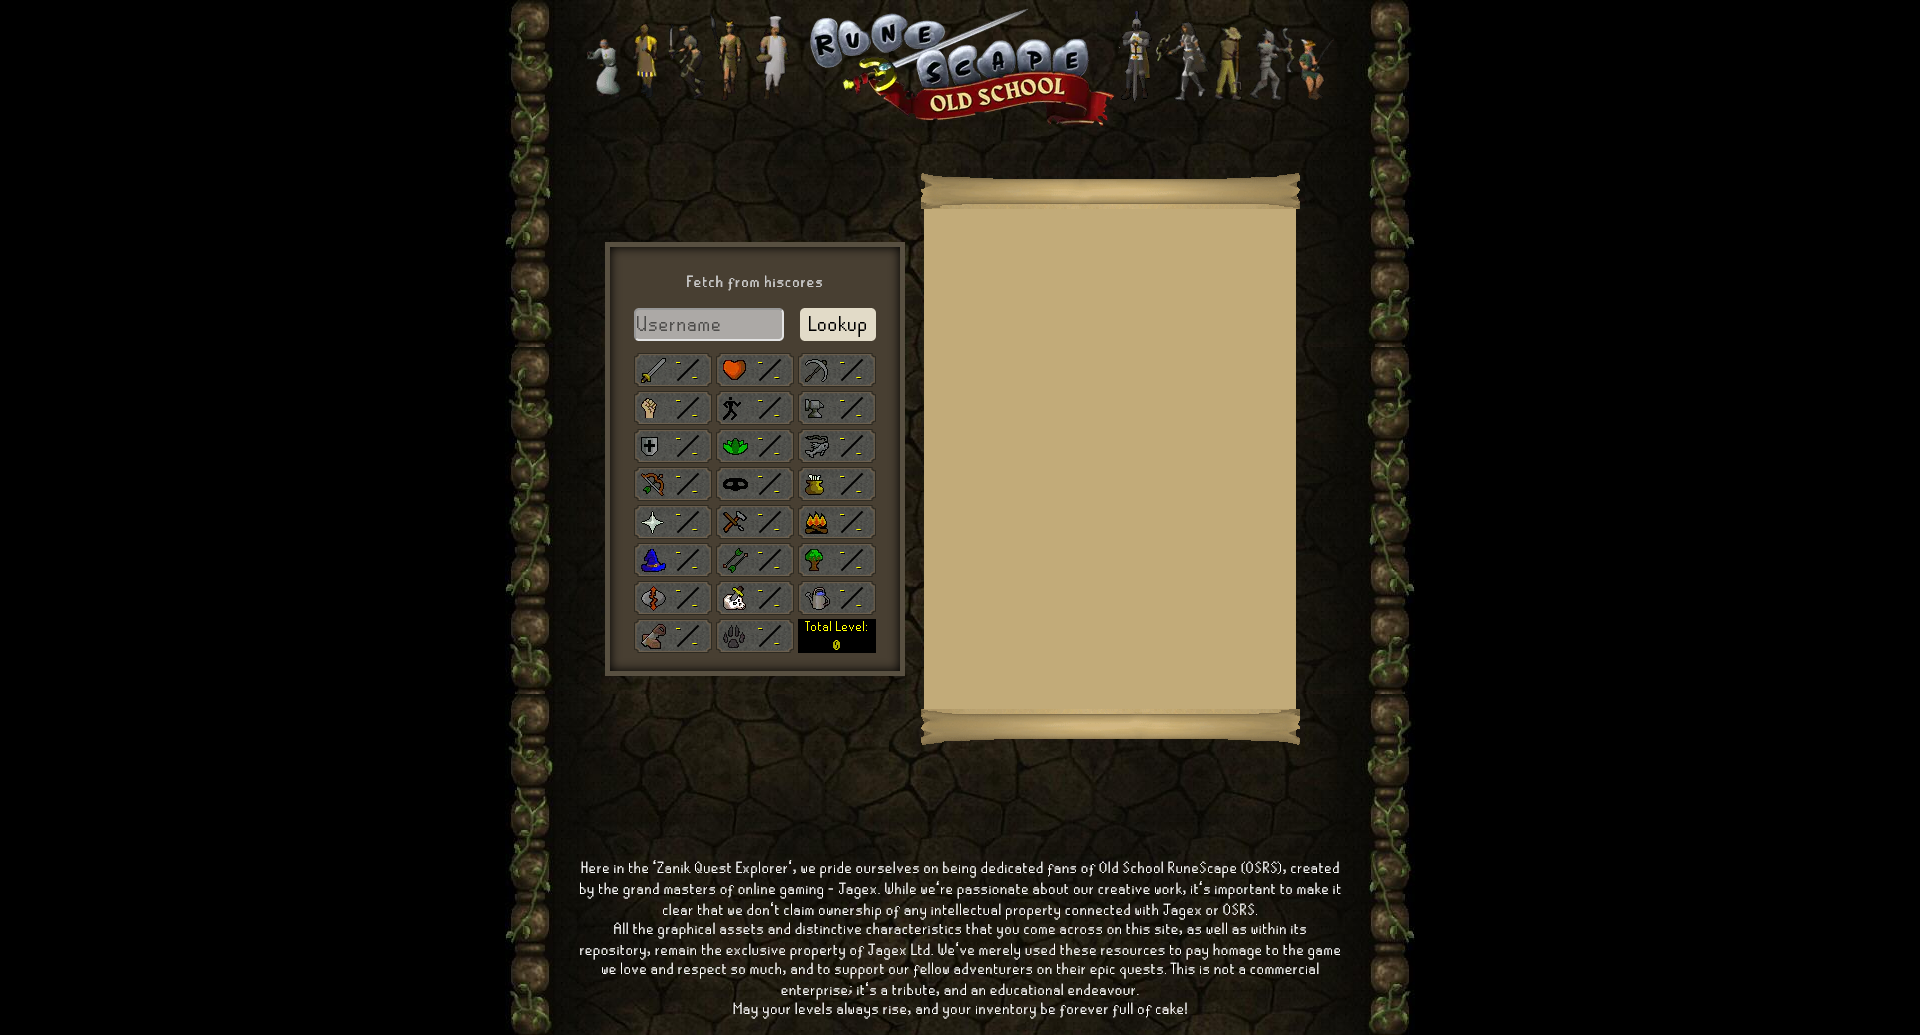 RUNE
SCAPE
OLD SCHOOL
Fetch from hiscores
Username
Lookup
Total Level:
0
Here in the 'Zanik Quest Explorer', we pride ourselves on being dedicated fans of Old School RuneScape (OSRS), created
by the grand masters of online gaming - Jagex. While we're passionate about our creative work, it's important to make it
clear that we don't claim ownership of any intellectual property connected with Jagex or OSRS.
All the graphical assets and distinctive characteristics that you come across on this site, as well as within its
repository, remain the exclusive property of Jagex Ltd. We've merely used these resources to pay homage to the game
we love and respect so much, and to support our fellow adventurers on their epic quests. This is not a commercial
enterprise; it's a tribute, and an educational endeavour.
May your levels always rise, and your inventory be forever full of cake!